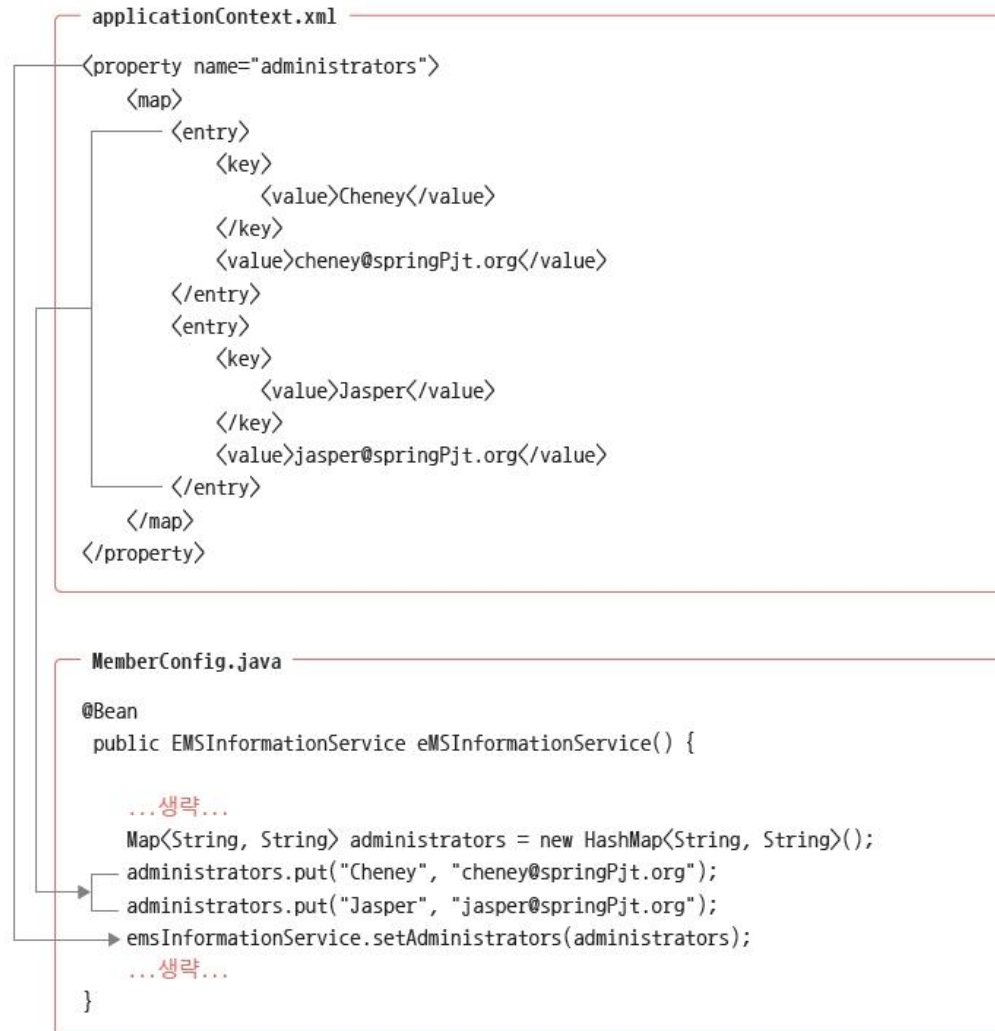 applicationContext.xml
<property name="administrators">
    <map>
        <entry>
            <key>
                <value>Cheney</value>
            </key>
            <value>cheney@springPjt.org</value>
        </entry>
        <entry>
            <key>
                <value>Jasper</value>
            </key>
            <value>jasper@springPjt.org</value>
        </entry>
    </map>
</property>
MemberConfig.java
@Bean
 public EMSInformationService eMSInformationService() {
    ...생략...
    Map<String, String> administrators = new HashMap<String, String>();
    administrators.put("Cheney", "cheney@springPjt.org");
    administrators.put("Jasper", "jasper@springPjt.org");
    emsInformationService.setAdministrators(administrators);
    ...생략...
}